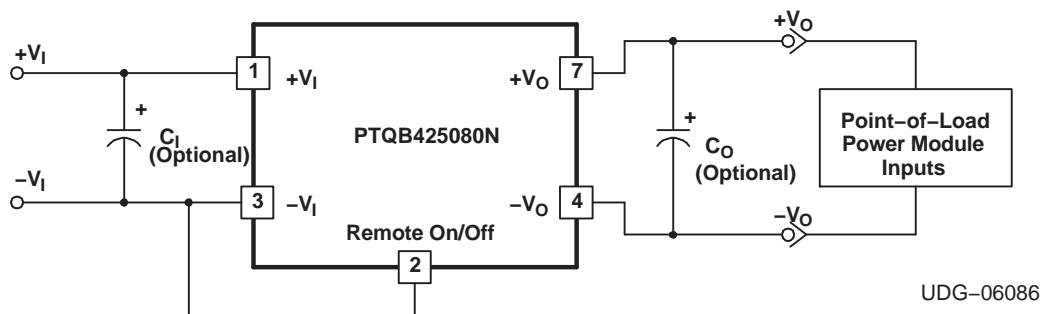 +VI
1
+VI
+
CI
(Optional)
−VI
3
−VI
PTQB425080N
Remote On/Off
2
+VO
7
−VO
4
+
CO
(Optional)
+VO
Point−of−Load
Power Module
Inputs
−VO
UDG−06086